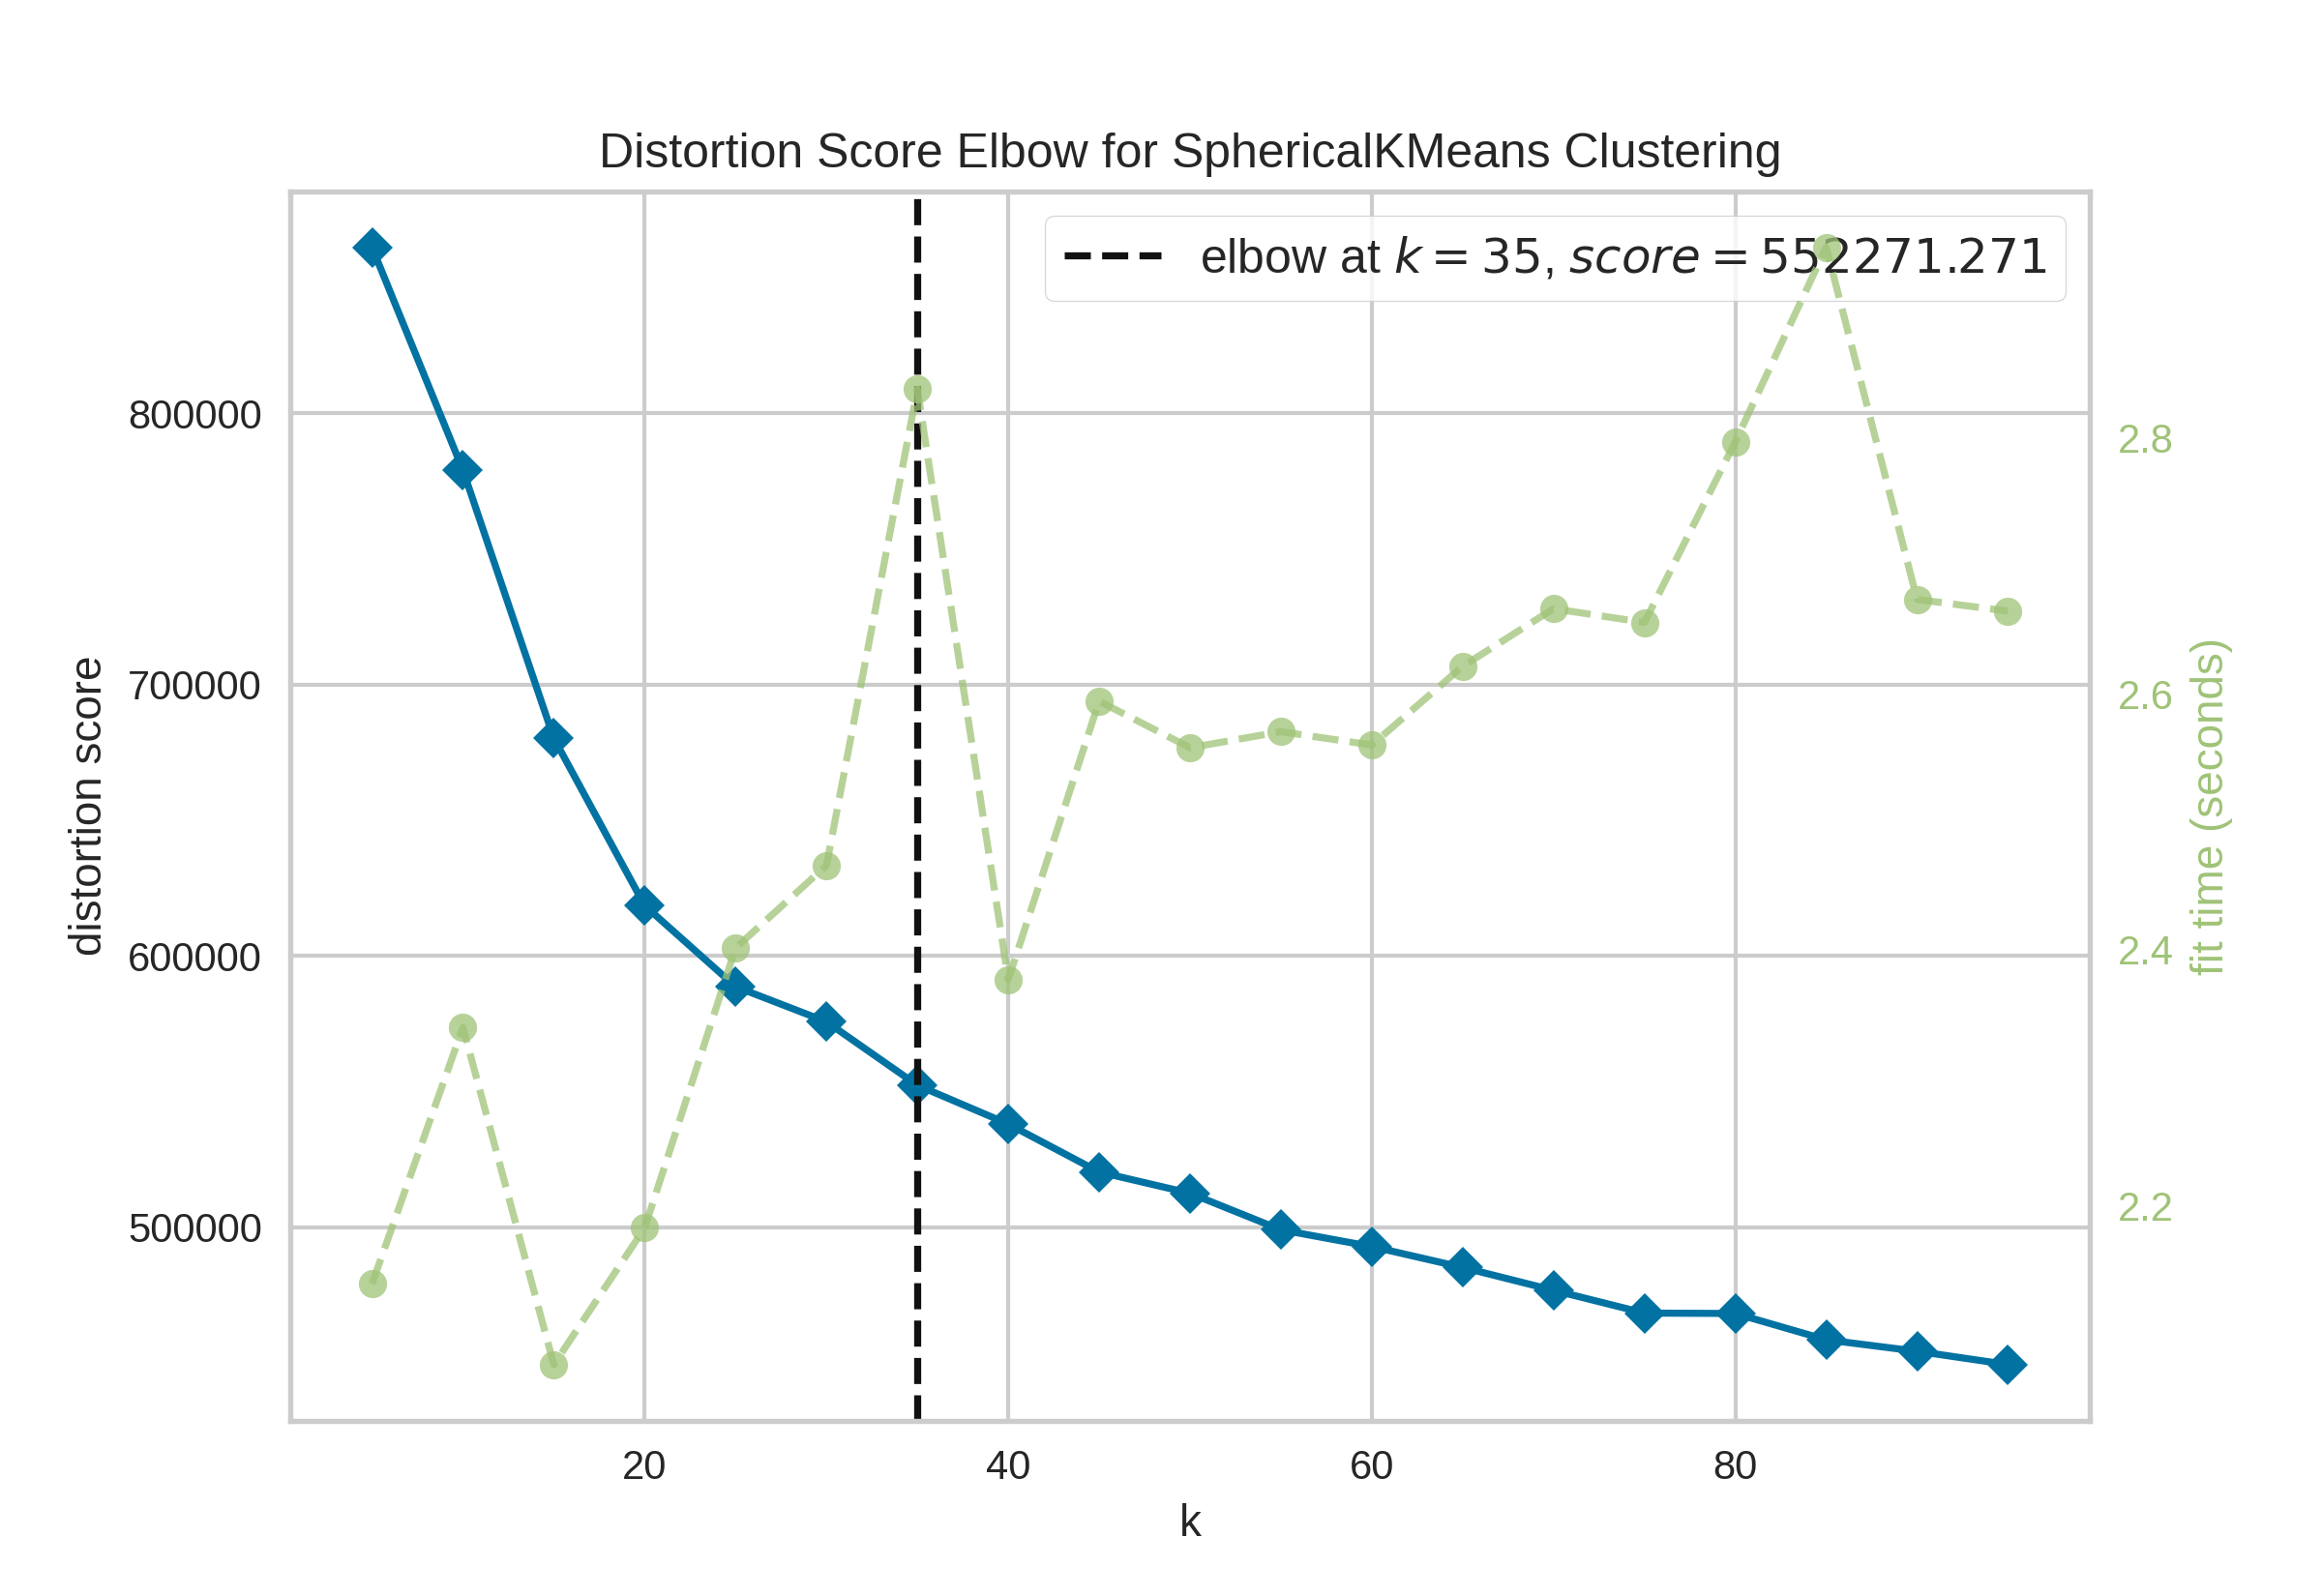 Distortion Score Elbow for SphericalKMeans Clustering
elbow at k = 35, score = 552271.271
distortion score
800000
700000
600000
500000
2.8
2.6
2.4
2.2
fit time (seconds)
20 40 60 80
k